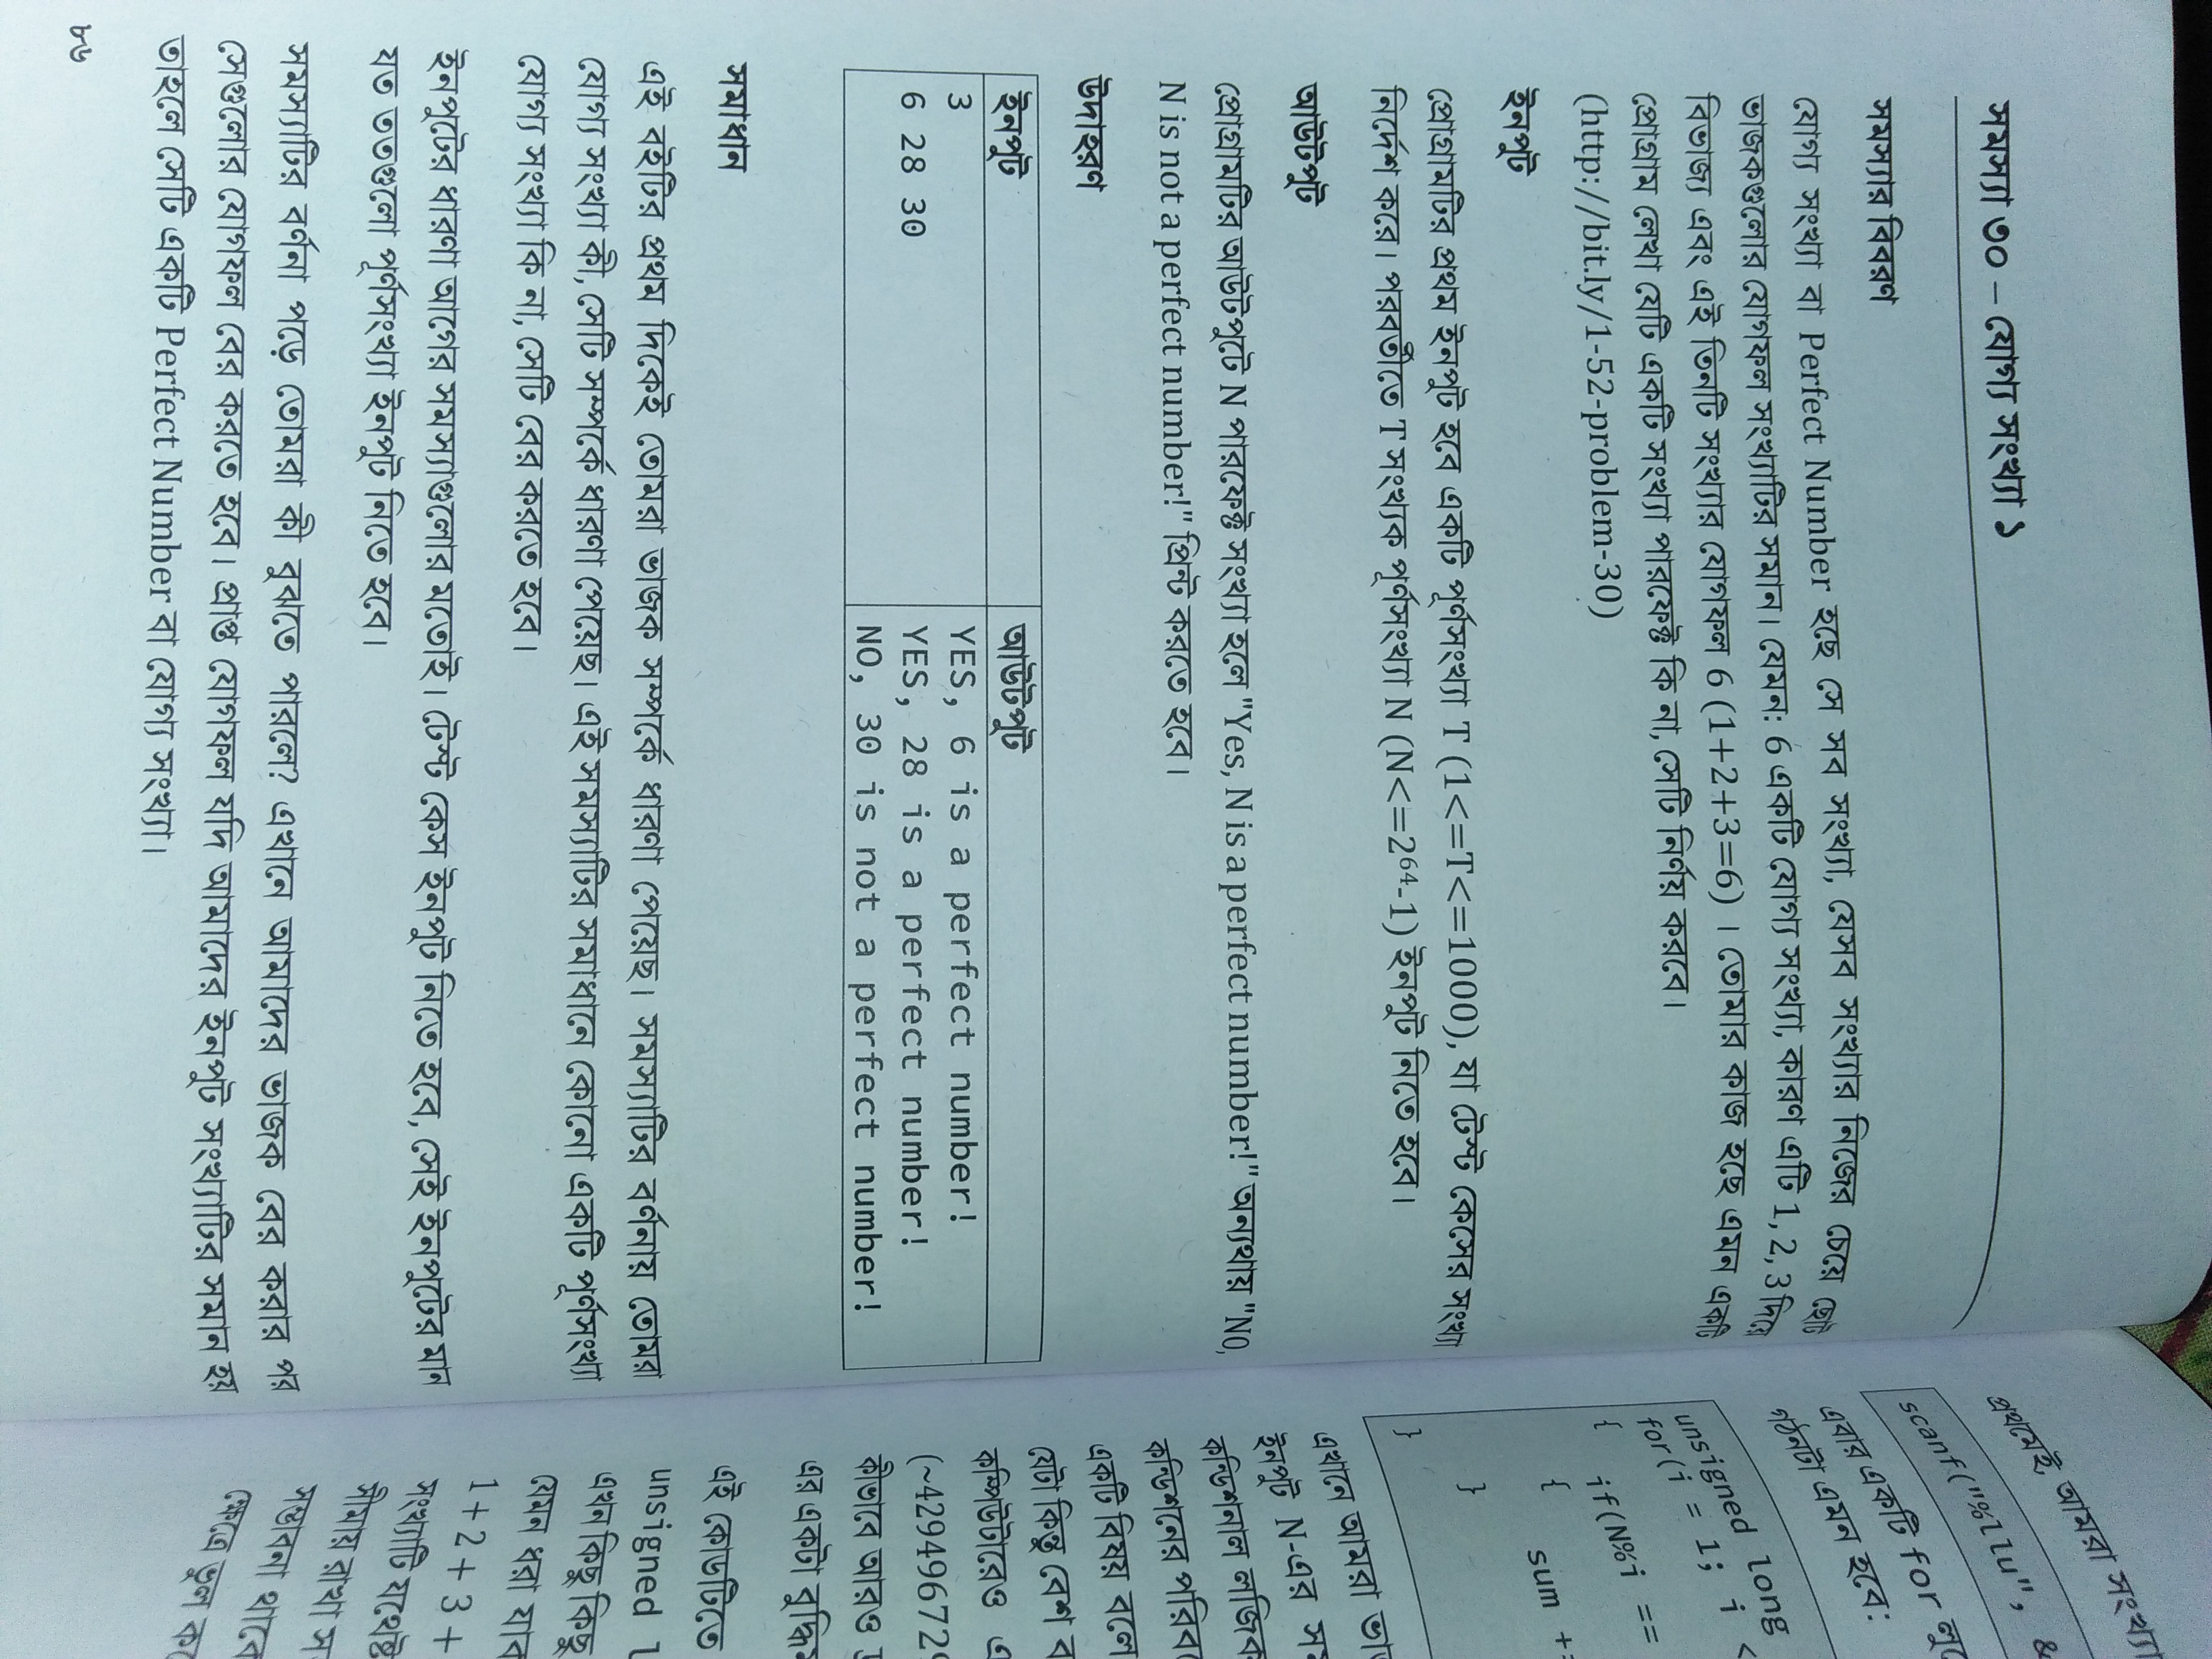 সমস্যা ৩০ – যোগ্য সংখ্যা ১
সমস্যার বিবরণ
যোগ্য সংখ্যা বা Perfect Number হচ্ছে সে সব সংখ্যা, যেসব সংখ্যার নিজের চেয়ে ছোট
ভাজকগুলোর যোগফল সংখ্যাটির সমান। যেমন: 6 একটি যোগ্য সংখ্যা, কারণ এটি 1, 2, 3 দিয়ে
বিভাজ্য এবং এই তিনটি সংখ্যার যোগফল 6 (1+2+3=6) । তোমার কাজ হচ্ছে এমন একটি
প্রোগ্রাম লেখা যেটি একটি সংখ্যা পারফেক্ট কি না, সেটি নির্ণয় করবে।
(http://bit.ly/1-52-problem-30)
ইনপুট
প্রোগ্রামটির প্রথম ইনপুট হবে একটি পূর্ণসংখ্যা T (1<=T<=1000), যা টেস্ট কেসের সংখ্যা
নির্দেশ করে। পরবর্তীতে T সংখ্যক পূর্ণসংখ্যা N (N<=2⁶⁴-1) ইনপুট নিতে হবে।
আউটপুট
প্রোগ্রামটির আউটপুটে N পারফেক্ট সংখ্যা হলে "Yes, N is a perfect number!" অন্যথায় "NO,
N is not a perfect number!" প্রিন্ট করতে হবে।
উদাহরণ
ইনপুট আউটপুট
3 YES, 6 is a perfect number!
6 28 30 YES, 28 is a perfect number!
NO, 30 is not a perfect number!
সমাধান
এই বইটির প্রথম দিকেই তোমরা ভাজক সম্পর্কে ধারণা পেয়েছ। সমস্যাটির বর্ণনায় তোমরা
যোগ্য সংখ্যা কী, সেটি সম্পর্কে ধারণা পেয়েছ। এই সমস্যাটির সমাধানে কোনো একটি পূর্ণসংখ্যা
যোগ্য সংখ্যা কি না, সেটি বের করতে হবে।
ইনপুটের ধারণা আগের সমস্যাগুলোর মতোই। টেস্ট কেস ইনপুট নিতে হবে, সেই ইনপুটের মান
যত ততগুলো পূর্ণসংখ্যা ইনপুট নিতে হবে।
সমস্যাটির বর্ণনা পড়ে তোমরা কী বুঝতে পারলে? এখানে আমাদের ভাজক বের করার পর
সেগুলোর যোগফল বের করতে হবে। প্রাপ্ত যোগফল যদি আমাদের ইনপুট সংখ্যাটির সমান হয়
তাহলে সেটি একটি Perfect Number বা যোগ্য সংখ্যা।
৮৬
প্রথমেই, আমরা সংখ্যা
scanf("%llu", &
এবার একটি for
গঠনটা এমন হবে:
unsigned long
for(i = 1; i <
{
if(N%i ==
{
sum +=
}
}
এখানে আমরা
ইনপুট N-এর
কন্ডিশনাল লজিক
কন্ডিশনের
একটি বিষয় বলে
যেটা কিন্তু বেশ
কম্পিউটারেও
(~429496729
কীভাবে আরও
এর একটা
এই কোডটিতে
unsigned l
এখন কিছু কিছু
যেমন ধরা
1 + 2 + 3 +
সংখ্যাটি যথেষ্ট
সীমায় রাখা
সম্ভাবনা থাকে
ক্ষেত্রে ভুল